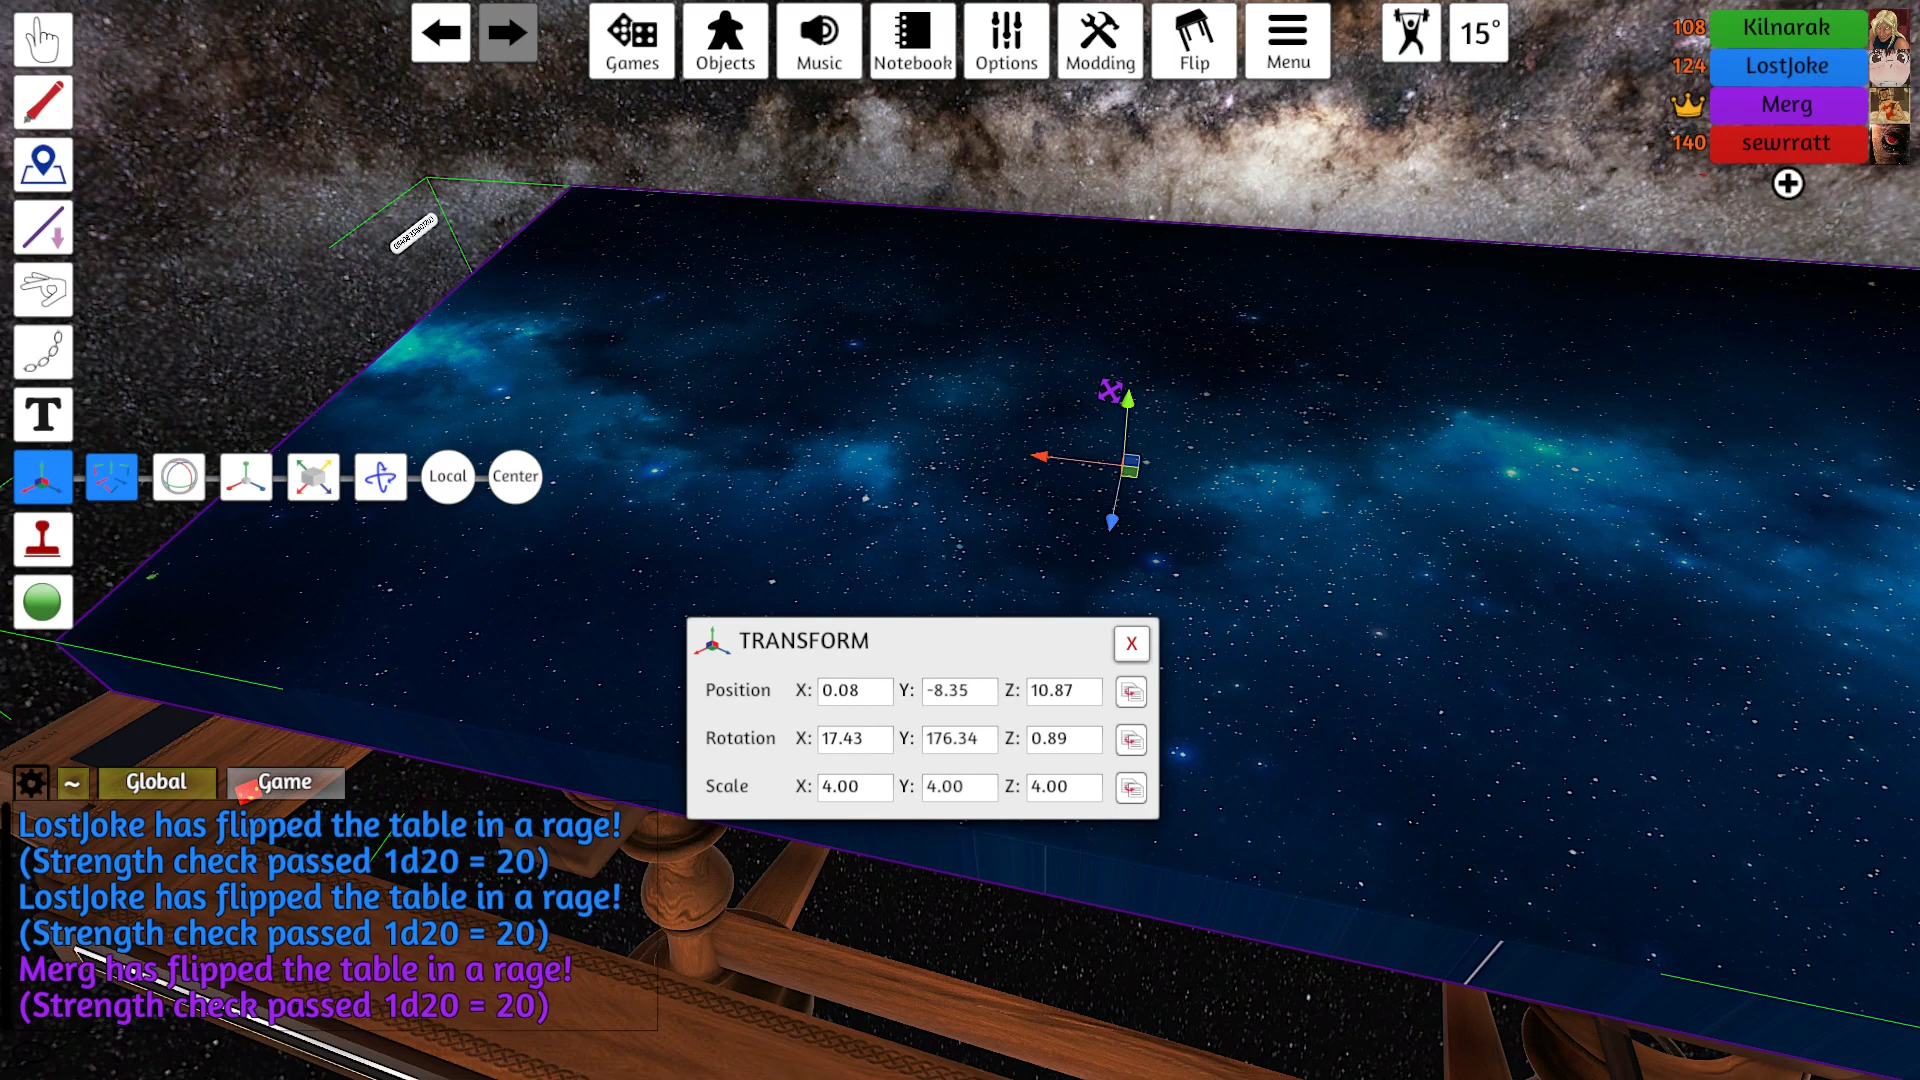 Games
Objects
Music
Notebook
Options
Modding
Flip
Menu
15°
108 Kilnarak
124 LostJoke
Merg
140 sewrratt
T
Local
Center
TRANSFORM
X
Position X: 0.08 Y: -8.35 Z: 10.87
Rotation X: 17.43 Y: 176.34 Z: 0.89
Scale X: 4.00 Y: 4.00 Z: 4.00
~ Global Game
LostJoke has flipped the table in a rage!
(Strength check passed 1d20 = 20)
LostJoke has flipped the table in a rage!
(Strength check passed 1d20 = 20)
Merg has flipped the table in a rage!
(Strength check passed 1d20 = 20)